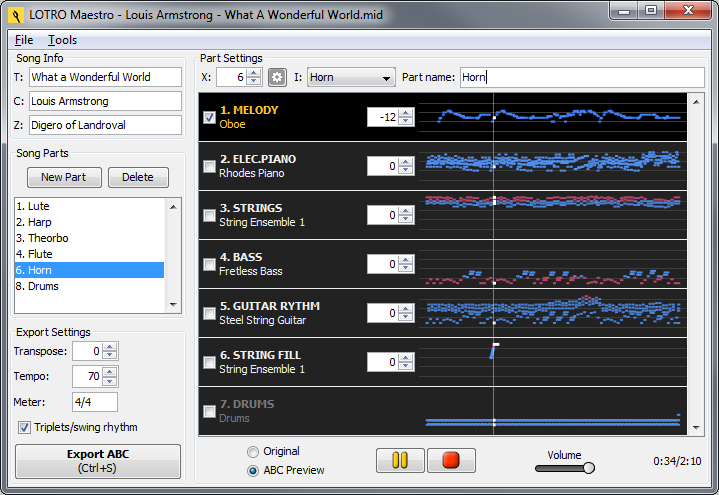 LOTRO Maestro - Louis Armstrong - What A Wonderful World.mid
File Tools
Song Info
T: What a Wonderful World
C: Louis Armstrong
Z: Digero of Landroval
Song Parts
New Part Delete
1. Lute
2. Harp
3. Theorbo
4. Flute
6. Horn
8. Drums
Export Settings
Transpose: 0
Tempo: 70
Meter: 4/4
Triplets/swing rhythm
Export ABC
(Ctrl+S)
Part Settings
X: 6 I: Horn Part name: Horn
1. MELODY
Oboe
-12
2. ELEC.PIANO
Rhodes Piano
0
3. STRINGS
String Ensemble 1
0
4. BASS
Fretless Bass
0
5. GUITAR RYTHM
Steel String Guitar
0
6. STRING FILL
String Ensemble 1
0
7. DRUMS
Drums
Original
ABC Preview
Volume
0:34/2:10